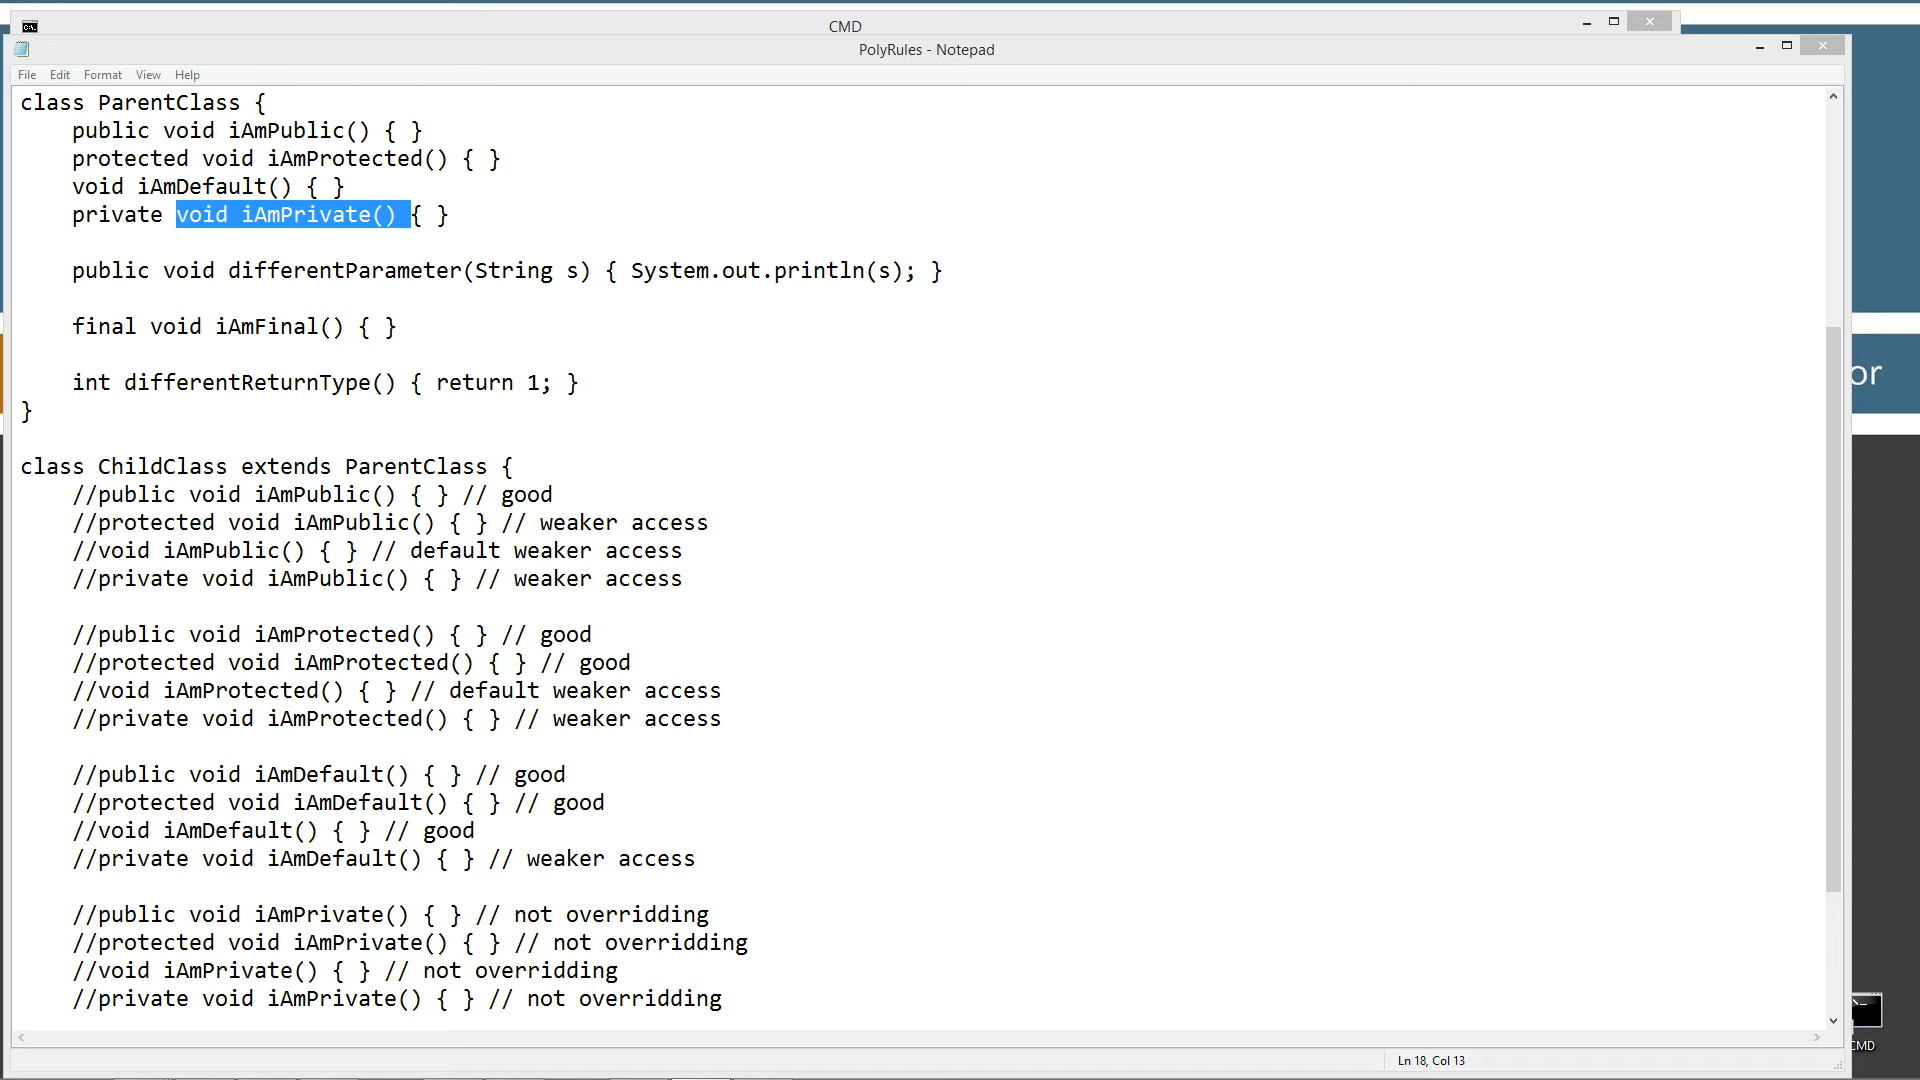 CMD
PolyRules - Notepad
File Edit Format View Help
class ParentClass {
    public void iAmPublic() { }
    protected void iAmProtected() { }
    void iAmDefault() { }
    private void iAmPrivate() { }
    public void differentParameter(String s) { System.out.println(s); }
    final void iAmFinal() { }
    int differentReturnType() { return 1; }
}
class ChildClass extends ParentClass {
    //public void iAmPublic() { } // good
    //protected void iAmPublic() { } // weaker access
    //void iAmPublic() { } // default weaker access
    //private void iAmPublic() { } // weaker access
    //public void iAmProtected() { } // good
    //protected void iAmProtected() { } // good
    //void iAmProtected() { } // default weaker access
    //private void iAmProtected() { } // weaker access
    //public void iAmDefault() { } // good
    //protected void iAmDefault() { } // good
    //void iAmDefault() { } // good
    //private void iAmDefault() { } // weaker access
    //public void iAmPrivate() { } // not overridding
    //protected void iAmPrivate() { } // not overridding
    //void iAmPrivate() { } // not overridding
    //private void iAmPrivate() { } // not overridding
Ln 18, Col 13
or
CMD